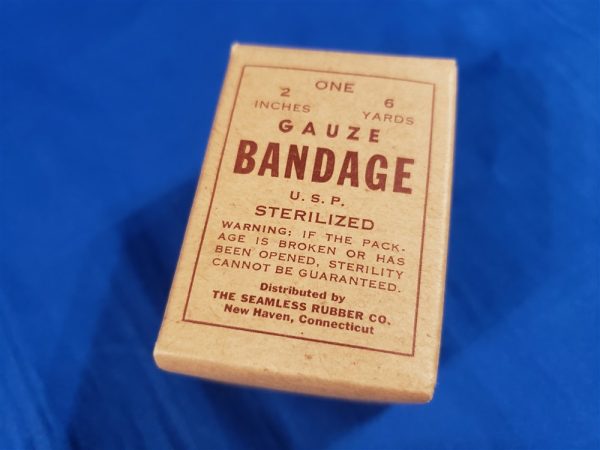 ONE
2 6
INCHES YARDS
GAUZE
BANDAGE
U. S. P.
STERILIZED
WARNING; IF THE PACK-
AGE IS BROKEN OR HAS
BEEN OPENED, STERILITY
CANNOT BE GUARANTEED.
Distributed by
THE SEAMLESS RUBBER CO.
New Haven, Connecticut